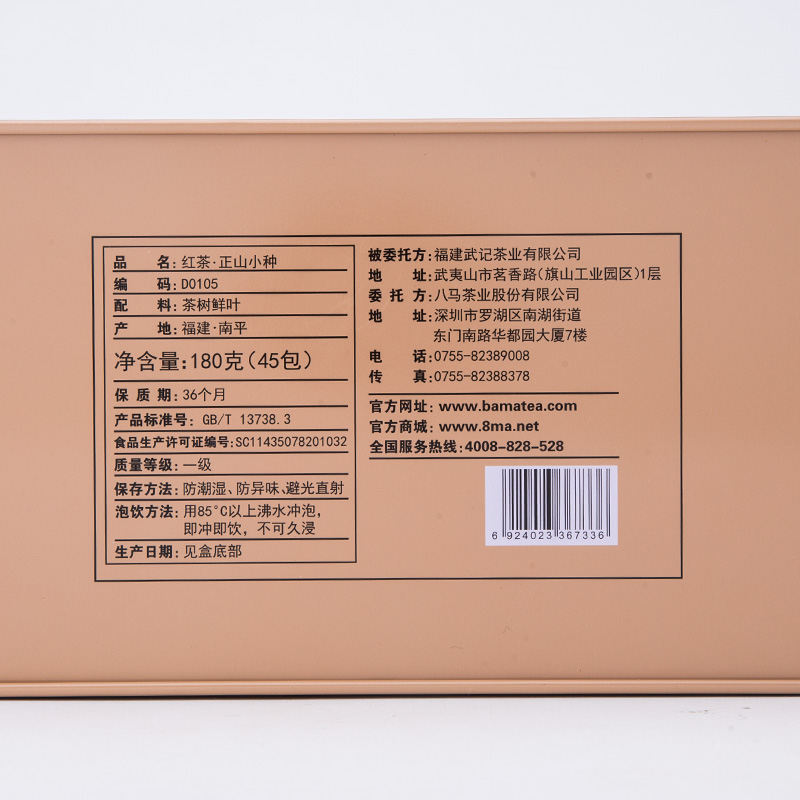 品 名:红茶·正山小种
编 码:D0105
配 料:茶树鲜叶
产 地:福建·南平
净含量:180克(45包)
保 质 期:36个月
产品标准号: GB/T 13738.3
食品生产许可证编号:SC11435078201032
质量等级:一级
保存方法:防潮湿、防异味、避光直射
泡饮方法:用85°C以上沸水冲泡,
即冲即饮,不可久浸
生产日期:见盒底部
被委托方:福建武记茶业有限公司
地 址:武夷山市茗香路(旗山工业园区)1层
委 托 方:八马茶业股份有限公司
地 址:深圳市罗湖区南湖街道
东门南路华都园大厦7楼
电 话:0755-82389008
传 真:0755-82388378
官方网址: www.bamatea.com
官方商城: www.8ma.net
全国服务热线:4008-828-528
6 924023 367336